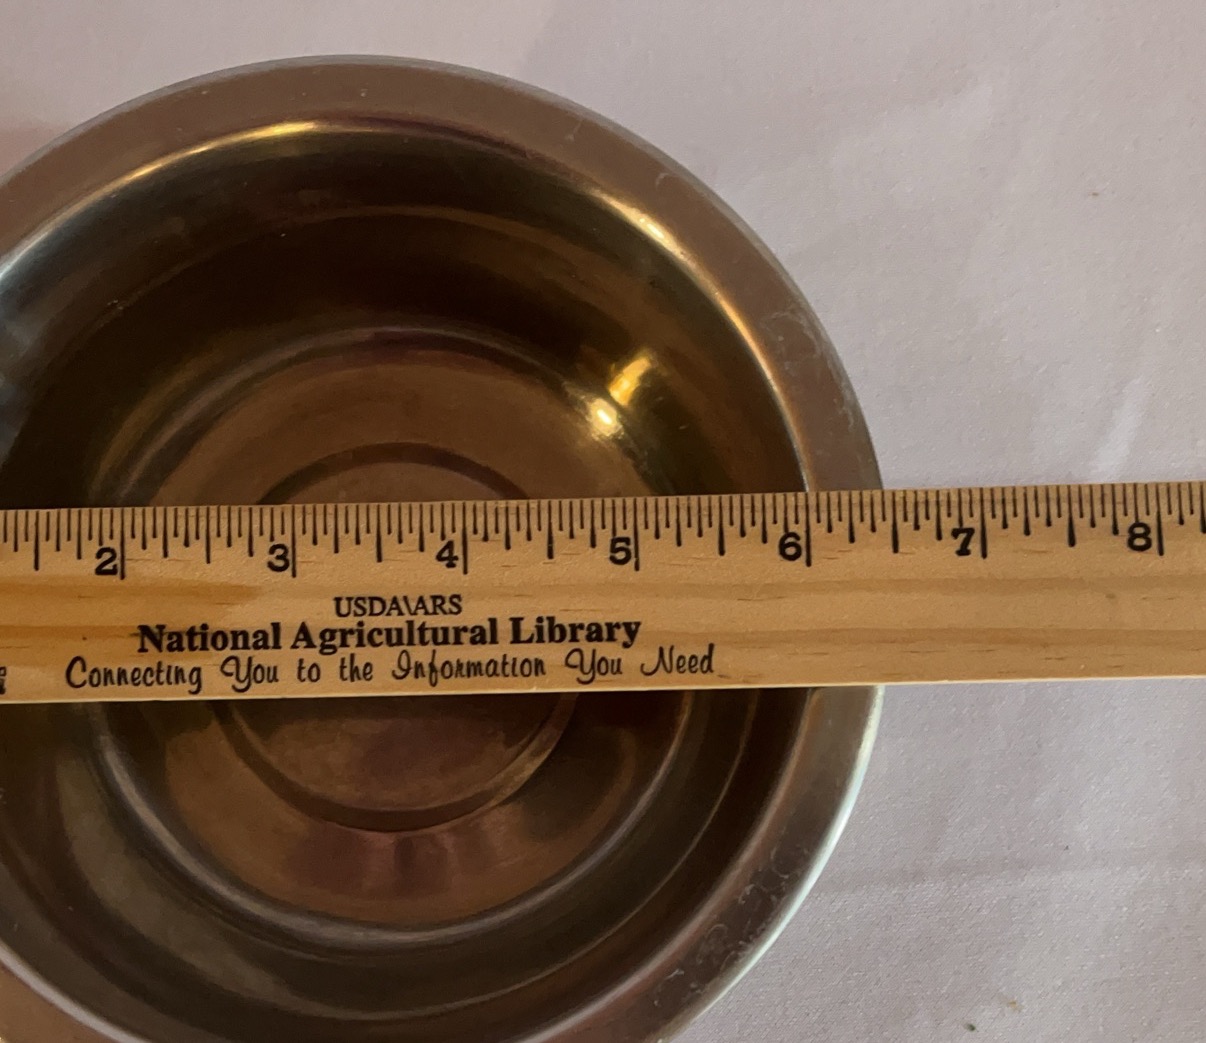 2 3 4 5 6 7 8
USDA\ARS
National Agricultural Library
Connecting You to the Information You Need